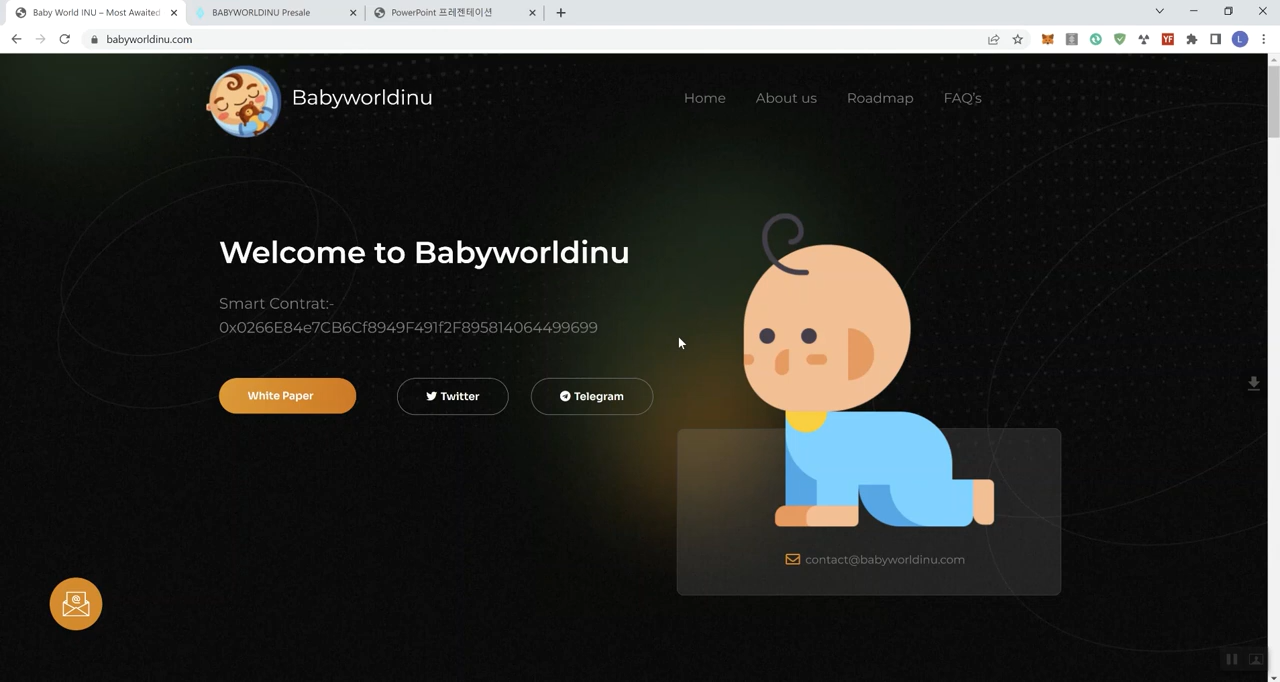 Baby World INU – Most Awaited
BABYWORLDINU Presale
PowerPoint 프레젠테이션
babyworldinu.com
YF
L
Babyworldinu
Home
About us
Roadmap
FAQ's
Welcome to Babyworldinu
Smart Contrat:-
0x0266E84e7CB6Cf8949F491f2F895814064499699
White Paper
Twitter
Telegram
contact@babyworldinu.com